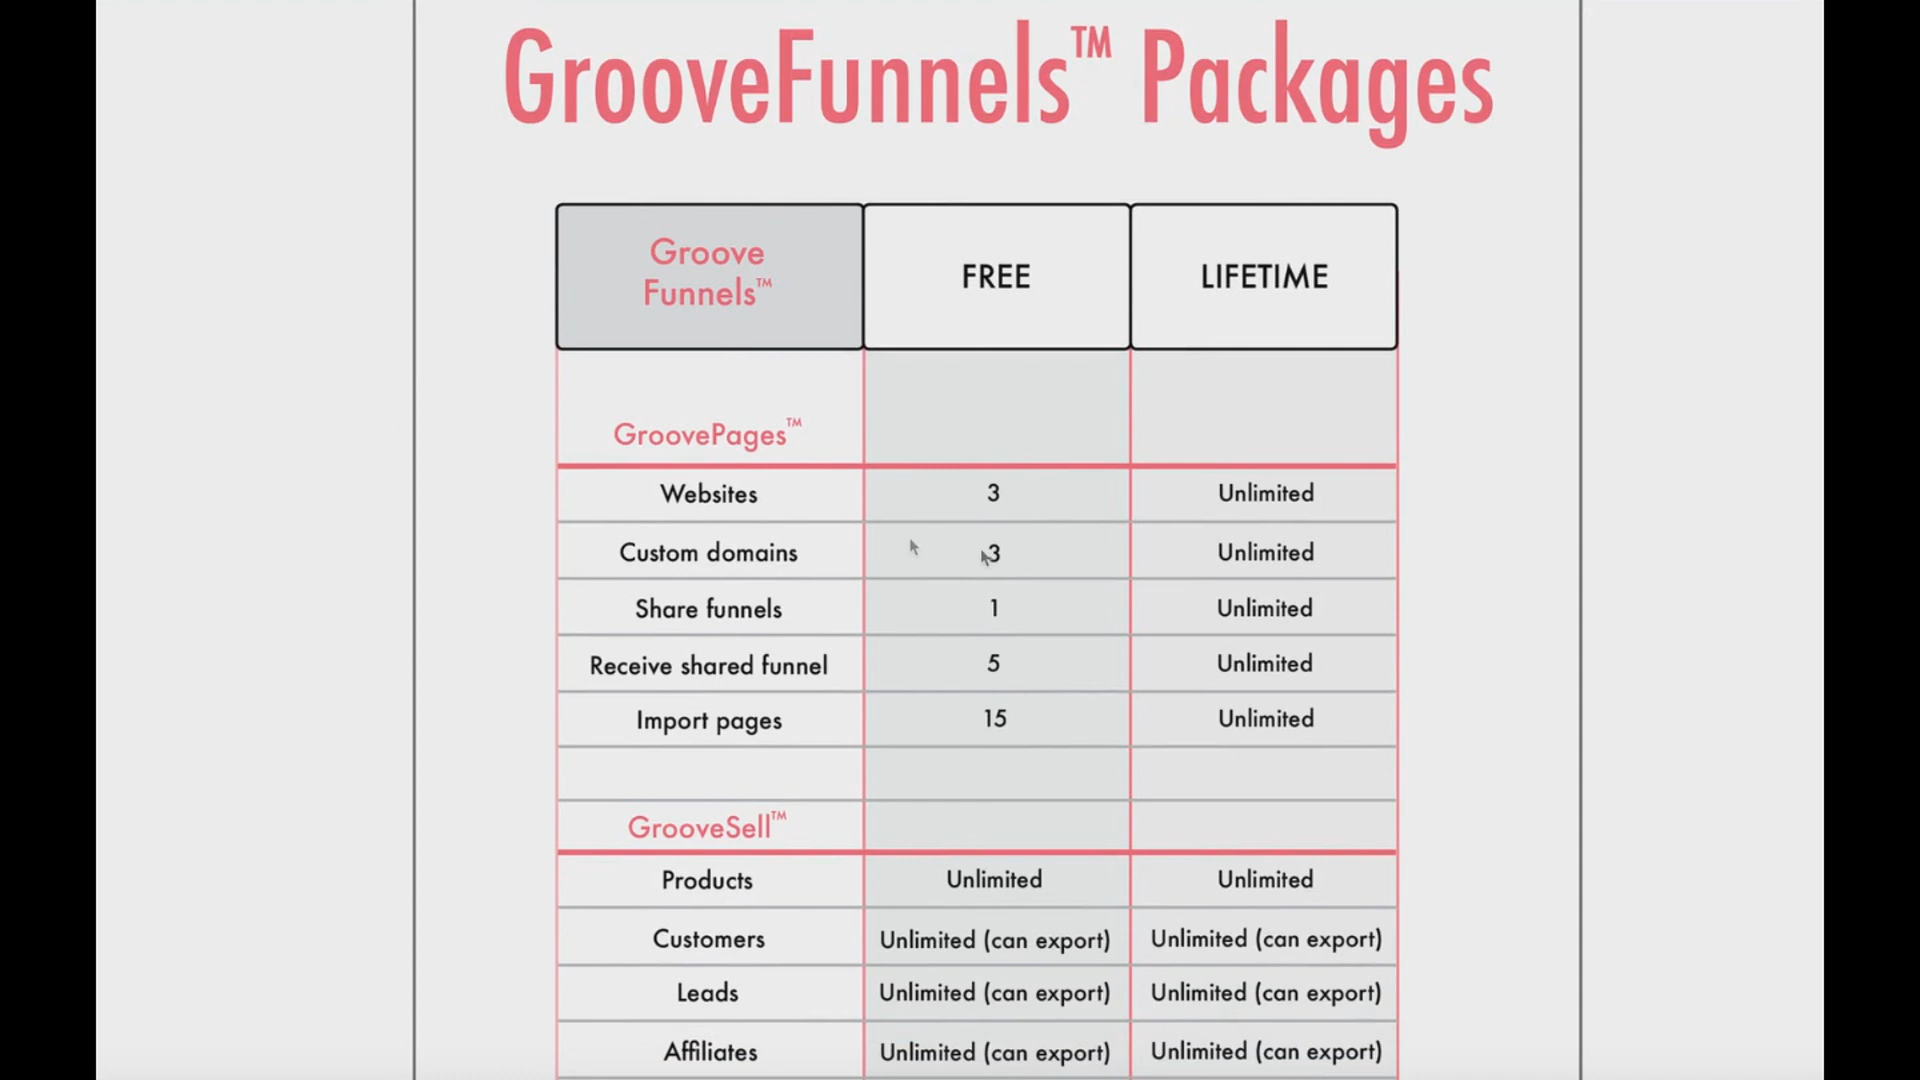 GrooveFunnels™ Packages
Groove
Funnels™
FREE
LIFETIME
GroovePages™
Websites 3 Unlimited
Custom domains 3 Unlimited
Share funnels 1 Unlimited
Receive shared funnel 5 Unlimited
Import pages 15 Unlimited
GrooveSell™
Products Unlimited Unlimited
Customers Unlimited (can export) Unlimited (can export)
Leads Unlimited (can export) Unlimited (can export)
Affiliates Unlimited (can export) Unlimited (can export)